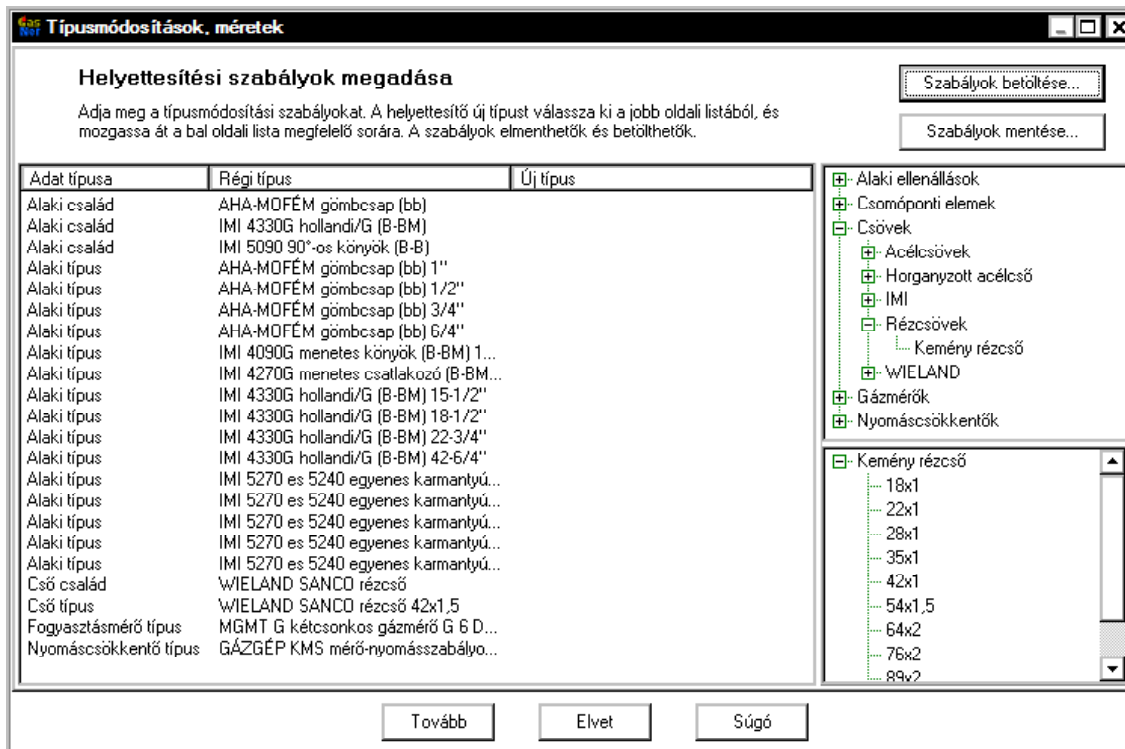 Gas Net Típusmódosítások, méretek
Helyettesítési szabályok megadása
Adja meg a típusmódosítási szabályokat. A helyettesítő új típust válassza ki a jobb oldali listából, és
mozgassa át a bal oldali lista megfelelő sorára. A szabályok elmenthetők és betölthetők.
Szabályok betöltése...
Szabályok mentése...
Adat típusa Régi típus Új típus
Alaki család AHA-MOFÉM gömbcsap (bb)
Alaki család IMI 4330G hollandi/G (B-BM)
Alaki család IMI 5090 90°-os könyök (B-B)
Alaki típus AHA-MOFÉM gömbcsap (bb) 1"
Alaki típus AHA-MOFÉM gömbcsap (bb) 1/2"
Alaki típus AHA-MOFÉM gömbcsap (bb) 3/4"
Alaki típus AHA-MOFÉM gömbcsap (bb) 6/4"
Alaki típus IMI 4090G menetes könyök (B-BM) 1...
Alaki típus IMI 4270G menetes csatlakozó (B-BM...
Alaki típus IMI 4330G hollandi/G (B-BM) 15-1/2"
Alaki típus IMI 4330G hollandi/G (B-BM) 18-1/2"
Alaki típus IMI 4330G hollandi/G (B-BM) 22-3/4"
Alaki típus IMI 4330G hollandi/G (B-BM) 42-6/4"
Alaki típus IMI 5270 es 5240 egyenes karmantyú...
Alaki típus IMI 5270 es 5240 egyenes karmantyú...
Alaki típus IMI 5270 es 5240 egyenes karmantyú...
Alaki típus IMI 5270 es 5240 egyenes karmantyú...
Alaki típus IMI 5270 es 5240 egyenes karmantyú...
Cső család WIELAND SANCO rézcső
Cső típus WIELAND SANCO rézcső 42x1,5
Fogyasztásmérő típus MGMT G kétcsonkos gázmérő G 6 D...
Nyomáscsökkentő típus GÁZGÉP KMS mérő-nyomásszabályo...
Alaki ellenállások
Csomóponti elemek
Csövek
Acélcsövek
Horganyzott acélcső
IMI
Rézcsövek
Kemény rézcső
WIELAND
Gázmérők
Nyomáscsökkentők
Kemény rézcső
18x1
22x1
28x1
35x1
42x1
54x1,5
64x2
76x2
89x2
Tovább Elvet Súgó